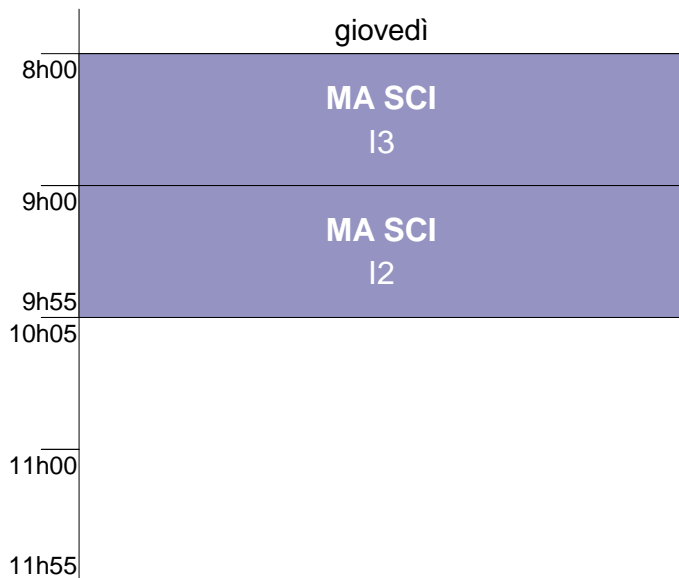 giovedì
8h00
MA SCI
I3
9h00
MA SCI
I2
9h55
10h05
11h00
11h55